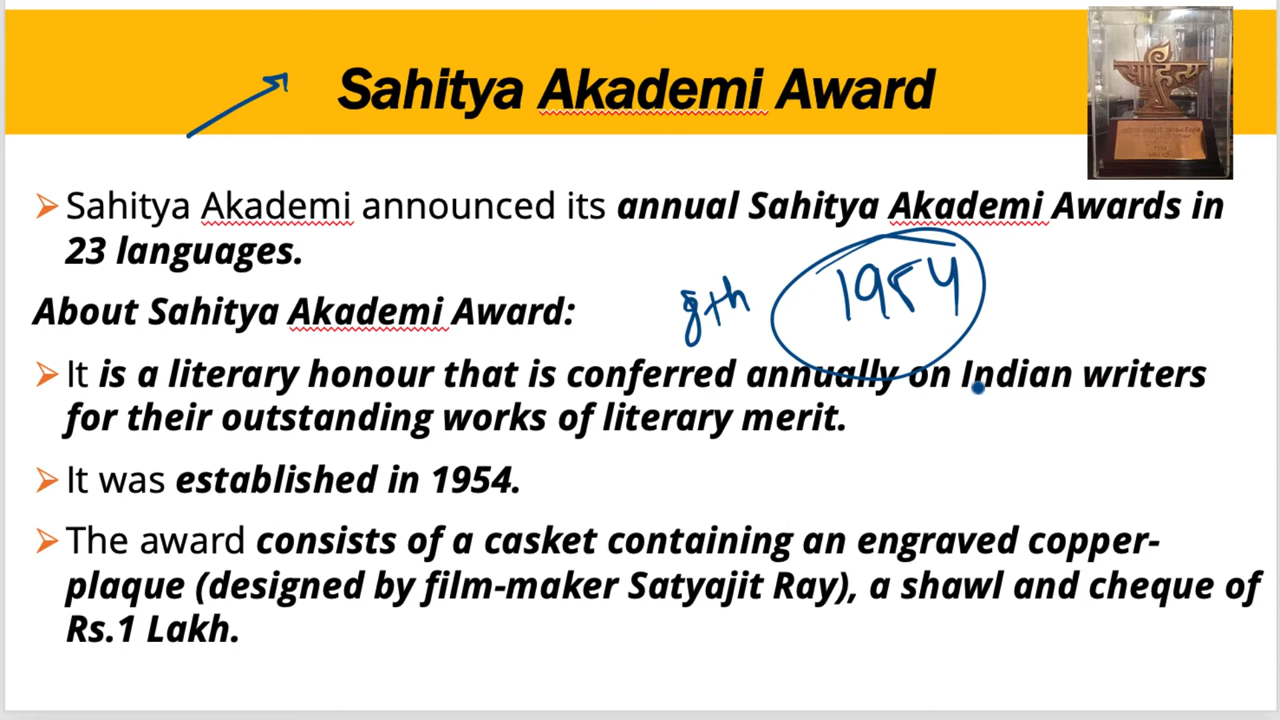 Sahitya Akademi Award
➢ Sahitya Akademi announced its annual Sahitya Akademi Awards in
23 languages.
8th 1954
About Sahitya Akademi Award:
➢ It is a literary honour that is conferred annually on Indian writers
for their outstanding works of literary merit.
➢ It was established in 1954.
➢ The award consists of a casket containing an engraved copper-
plaque (designed by film-maker Satyajit Ray), a shawl and cheque of
Rs.1 Lakh.